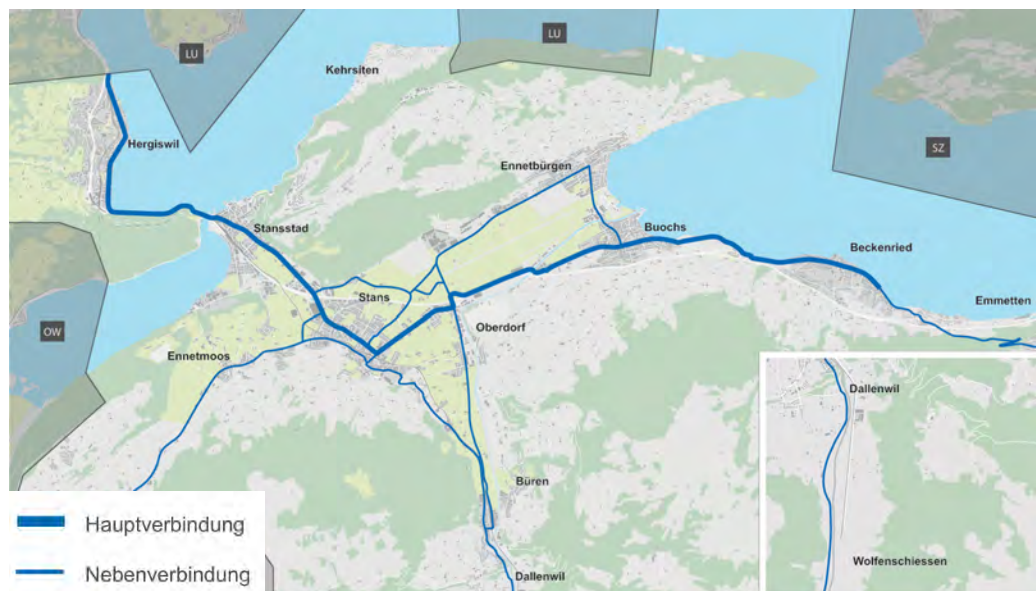 LU
LU
Kehrsiten
Hergiswil
SZ
Ennetbürgen
Stansstad
Buochs
Beckenried
Stans
Emmetten
Oberdorf
OW
Ennetmoos
Dallenwil
Büren
Hauptverbindung
Wolfenschiessen
Nebenverbindung
Dallenwil